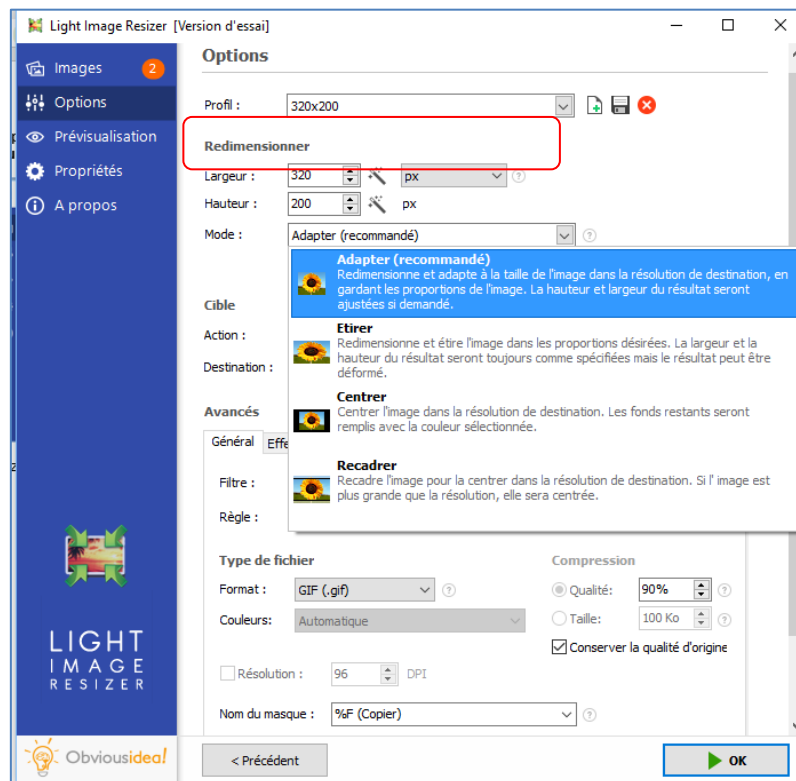 Light Image Resizer [Version d'essai]
Images 2
Options
Prévisualisation
Propriétés
A propos
LIGHT
IMAGE
RESIZER
Obviousidea!
Options
Profil : 320x200
Redimensionner
Largeur : 320 px
Hauteur : 200 px
Mode : Adapter (recommandé)
Adapter (recommandé)
Redimensionne et adapte à la taille de l'image dans la résolution de destination, en
gardant les proportions de l'image. La hauteur et largeur du résultat seront
ajustées si demandé.
Etirer
Redimensionne et étire l'image dans les proportions désirées. La largeur et la
hauteur du résultat seront toujours comme spécifiées mais le résultat peut être
déformé.
Centrer
Centrer l'image dans la résolution de destination. Les fonds restants seront
remplis avec la couleur sélectionnée.
Recadrer
Recadre l'image pour la centrer dans la résolution de destination. Si l' image est
plus grande que la résolution, elle sera centrée.
Cible
Action :
Destination :
Avancés
Général Effe
Filtre :
Règle :
Type de fichier
Format : GIF (.gif)
Couleurs: Automatique
Compression
Qualité: 90%
Taille: 100 Ko
Conserver la qualité d'origine
Résolution : 96 DPI
Nom du masque : %F (Copier)
< Précédent
OK